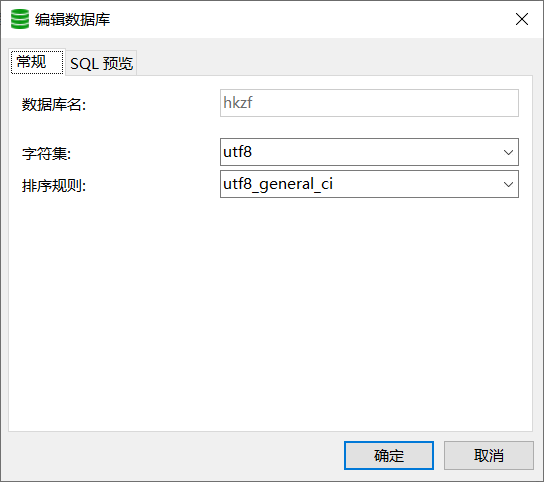 编辑数据库
常规 SQL 预览
数据库名: hkzf
字符集: utf8
排序规则: utf8_general_ci
确定 取消